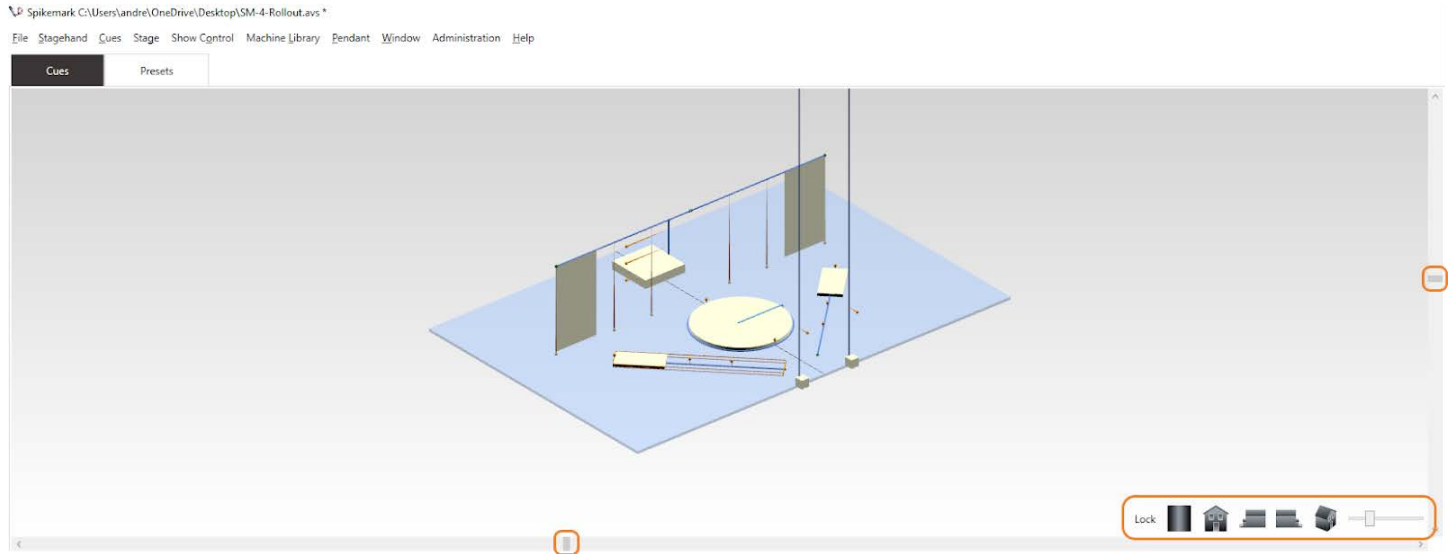 Spikemark C:\Users\andre\OneDrive\Desktop\SM-4-Rollout.avs *
File Stagehand Cues Stage Show Control Machine Library Pendant Window Administration Help
Cues Presets
Lock